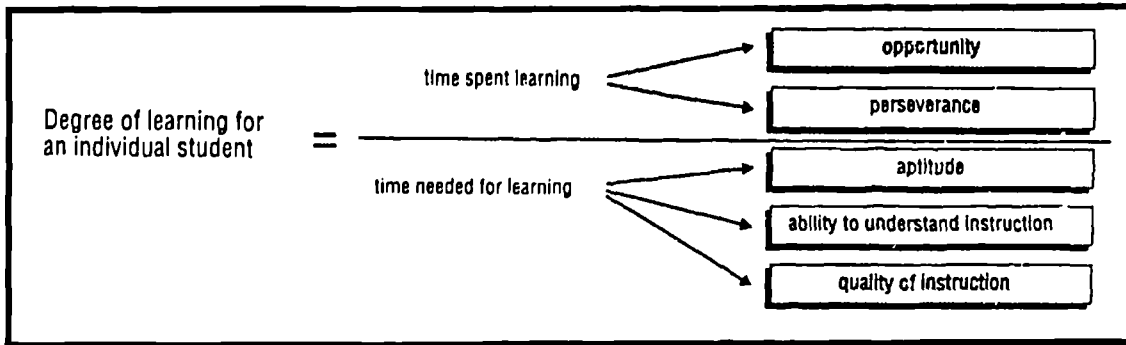 opportunity
time spent learning
perseverance
Degree of learning for
an individual student
=
aptitude
time needed for learning
ability to understand instruction
quality of instruction